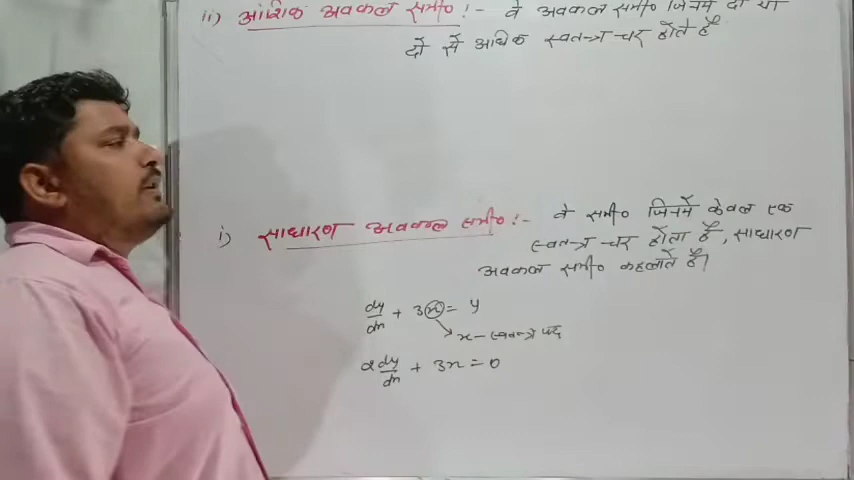 ii) आंशिक अवकल समी० :- वे अवकल समी० जिनमें दो या
दो से अधिक स्वतन्त्र चर होते हैं
i) साधारण अवकल समी० :- वे समी० जिनमें केवल एक
स्वतन्त्र चर होता है, साधारण
अवकल समी० कहलाते हैं।
dy/dx + 3x = y
x - स्वतन्त्र पद
2 dy/dx + 3x = 0